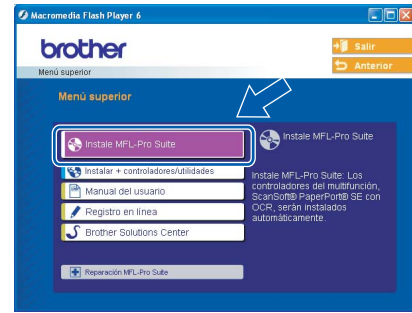 Macromedia Flash Player 6
brother
Salir
Anterior
Menú superior
Menú superior
Instale MFL-Pro Suite
Instalar + controladores/utilidades
Manual del usuario
Registro en línea
Brother Solutions Center
Reparación MFL-Pro Suite
Instale MFL-Pro Suite
Instale MFL-Pro Suite: Los
controladores del multifunción,
ScanSoft® PaperPort® SE con
OCR, serán instalados
automáticamente.